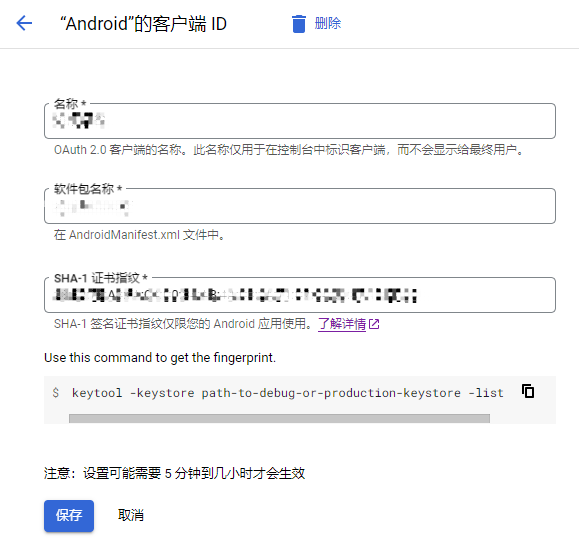 “Android”的客户端 ID
删除
名称 *
OAuth 2.0 客户端的名称。此名称仅用于在控制台中标识客户端，而不会显示给最终用户。
软件包名称 *
在 AndroidManifest.xml 文件中。
SHA-1 证书指纹 *
SHA-1 签名证书指纹仅限您的 Android 应用使用。了解详情
Use this command to get the fingerprint.
$ keytool -keystore path-to-debug-or-production-keystore -list
注意：设置可能需要 5 分钟到几小时才会生效
保存 取消